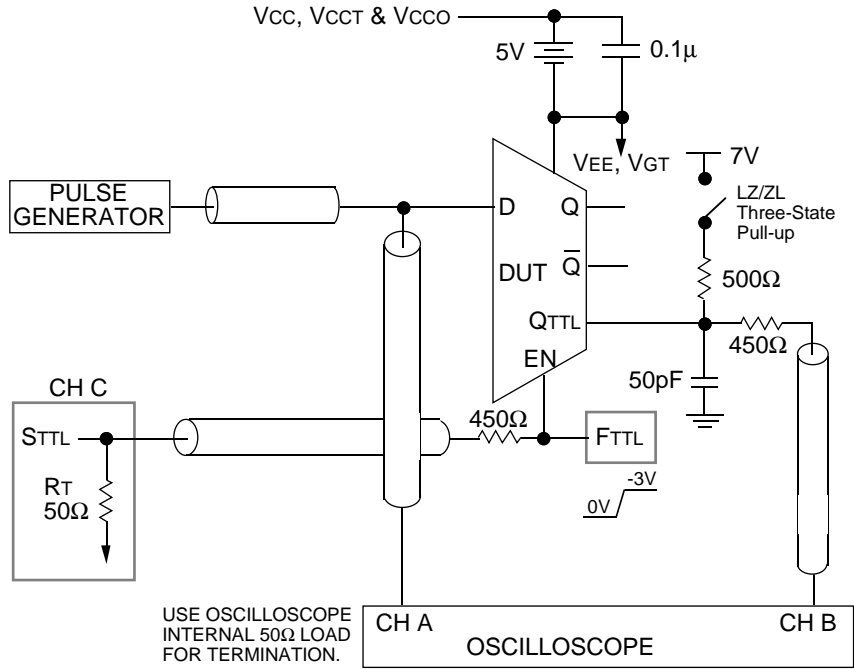 VCC, VCCT & VCCO
5V
0.1μ
VEE, VGT
7V
LZ/ZL
Three-State
Pull-up
PULSE
GENERATOR
D
Q
DUT
Q̅
500Ω
QTTL
EN
450Ω
50pF
CH C
STTL
450Ω
FTTL
RT
50Ω
0V
-3V
USE OSCILLOSCOPE
INTERNAL 50Ω LOAD
FOR TERMINATION.
CH A
CH B
OSCILLOSCOPE